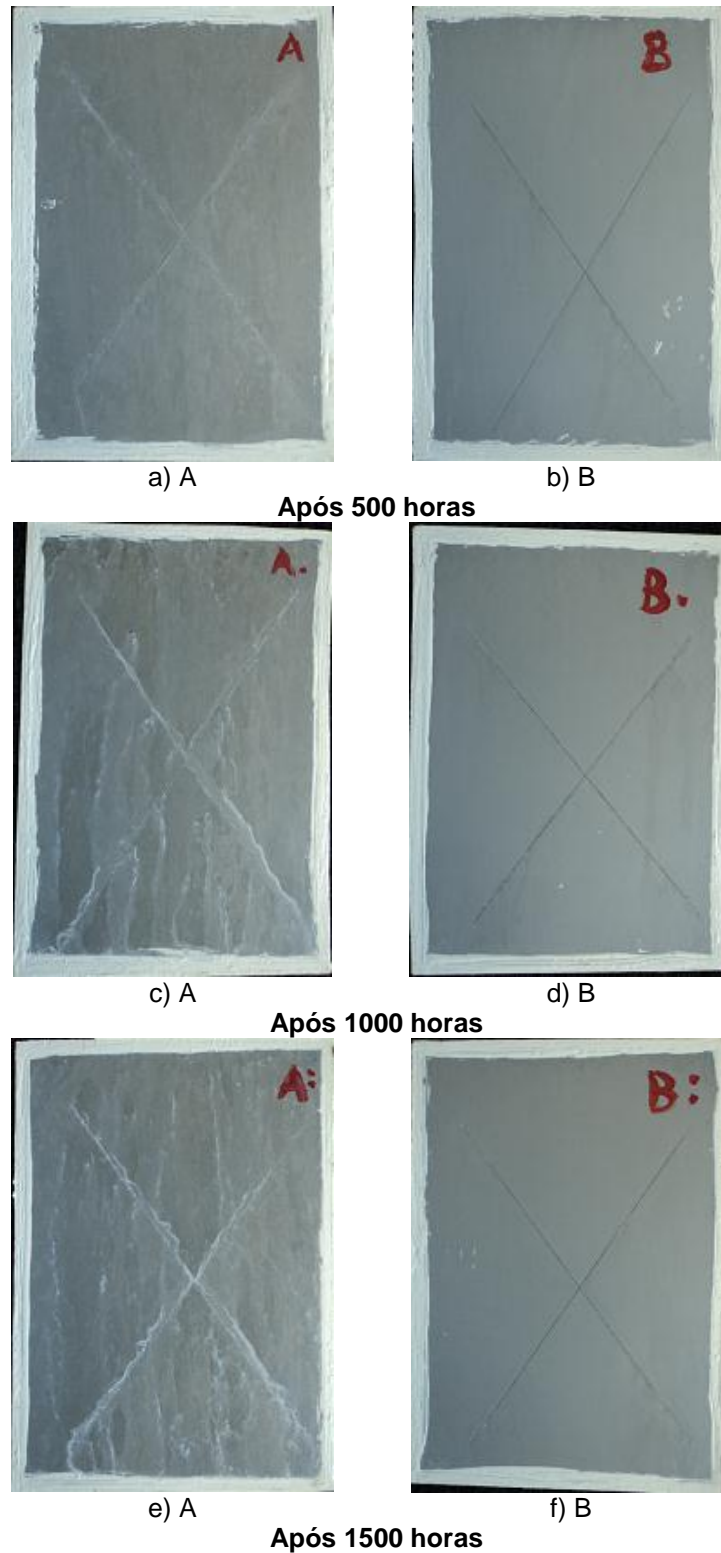 A
B
a) A
b) B
Após 500 horas
A.
B.
c) A
d) B
Após 1000 horas
A:
B:
e) A
f) B
Após 1500 horas